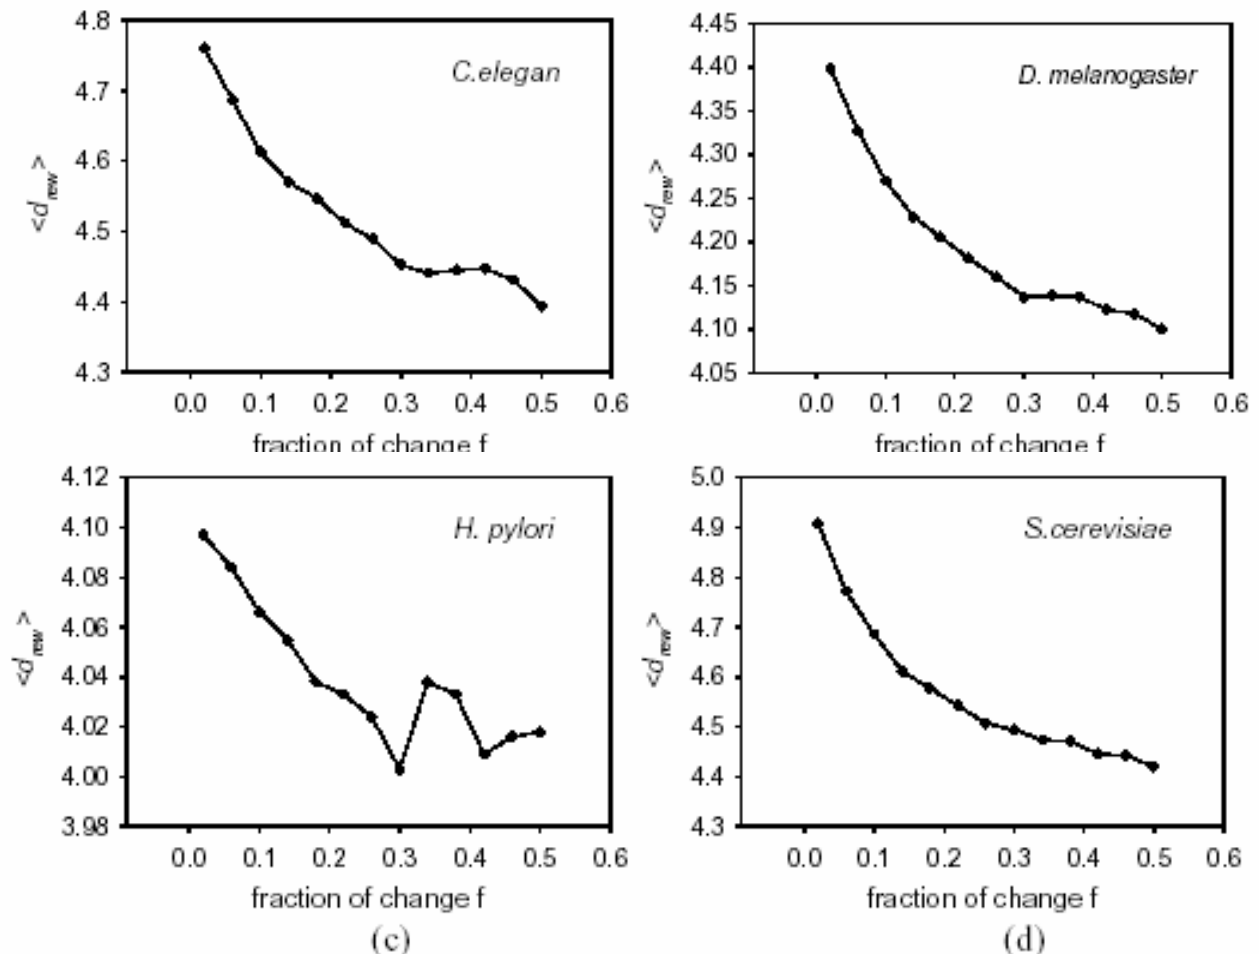 4.8
4.7
4.6
4.5
4.4
4.3
<d_rew>
C.elegan
0.0 0.1 0.2 0.3 0.4 0.5 0.6
fraction of change f
4.45
4.40
4.35
4.30
4.25
4.20
4.15
4.10
4.05
<d_rew>
D. melanogaster
0.0 0.1 0.2 0.3 0.4 0.5 0.6
fraction of change f
4.12
4.10
4.08
4.06
4.04
4.02
4.00
3.98
<d_rew>
H. pylori
0.0 0.1 0.2 0.3 0.4 0.5 0.6
fraction of change f
(c)
5.0
4.9
4.8
4.7
4.6
4.5
4.4
4.3
<d_rew>
S.cerevisiae
0.0 0.1 0.2 0.3 0.4 0.5 0.6
fraction of change f
(d)